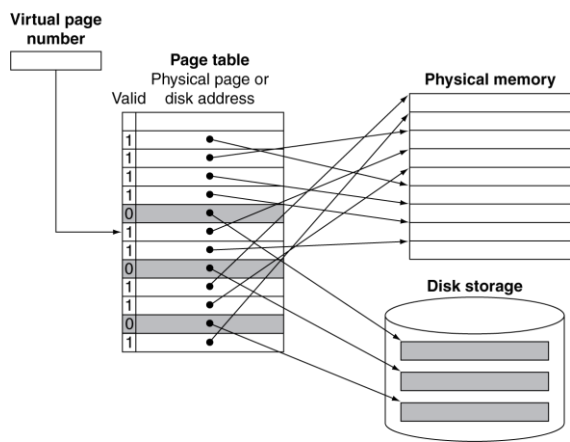 Virtual page
number
Page table
Physical page or
disk address
Valid
Physical memory
1
1
1
1
0
1
1
0
1
1
0
1
Disk storage